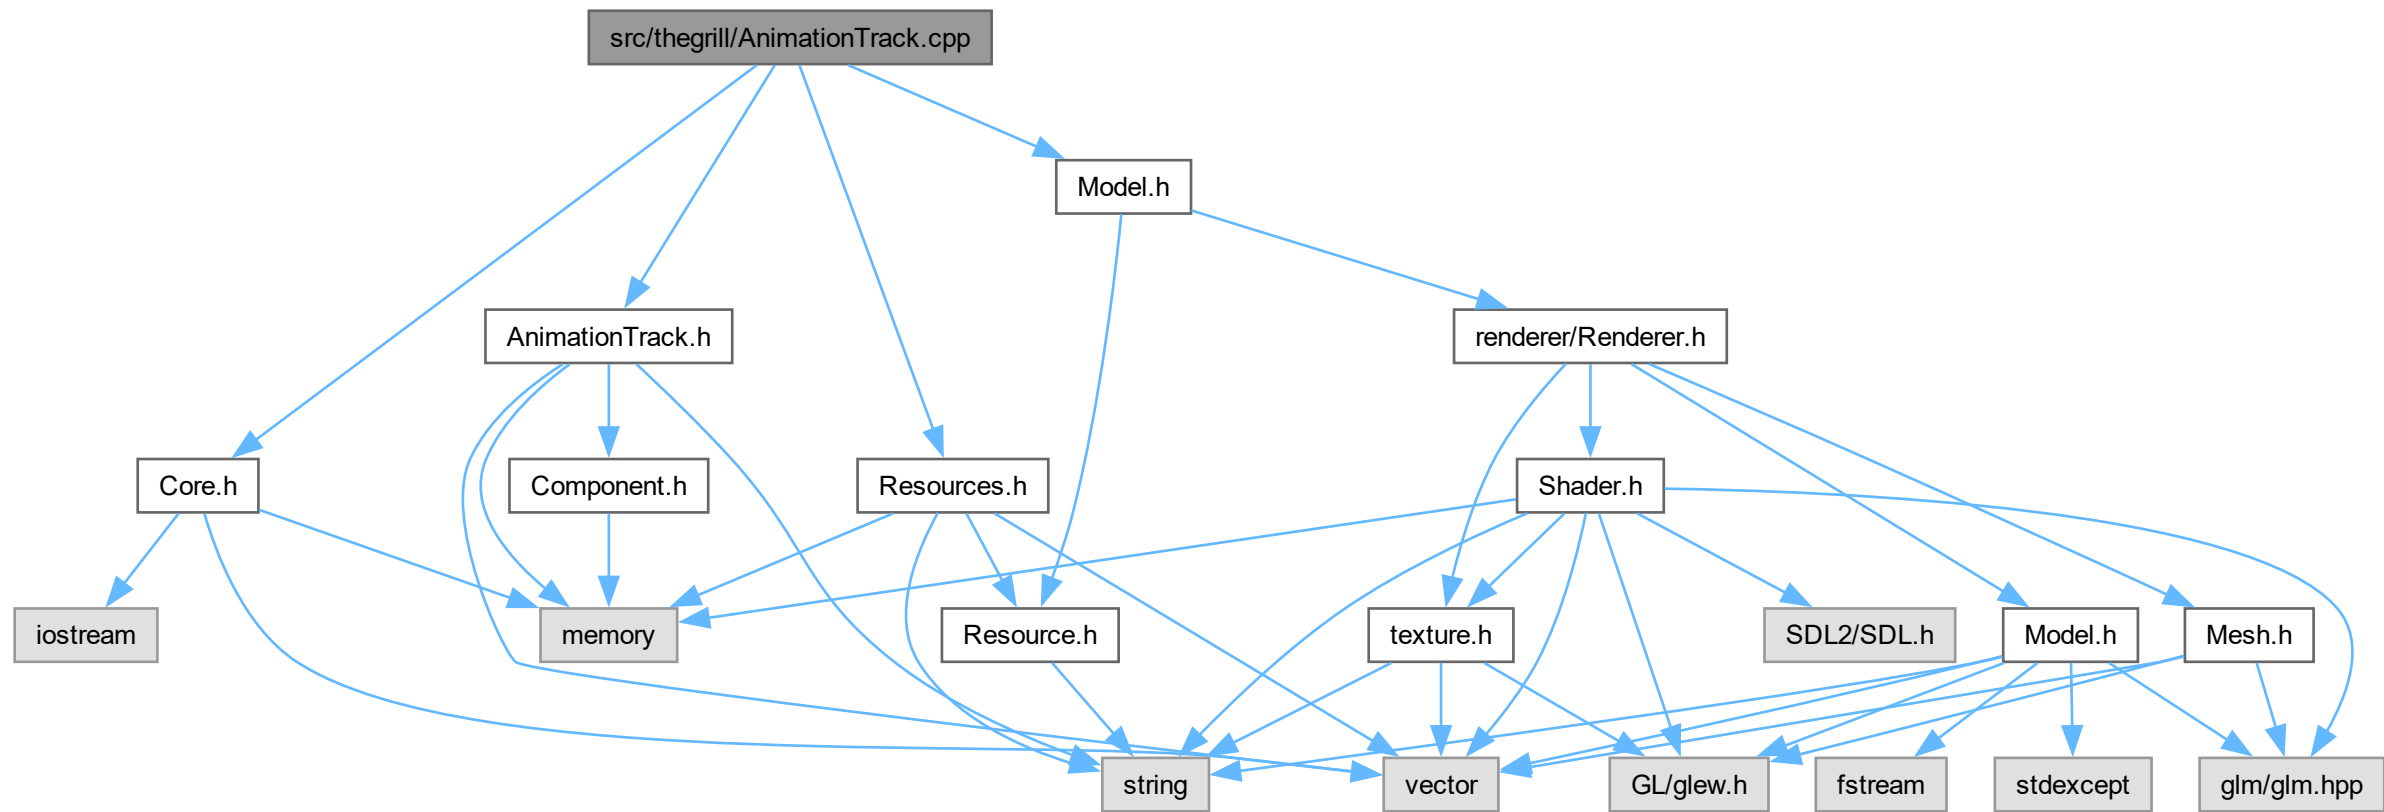 src/thegrill/AnimationTrack.cpp
Model.h
AnimationTrack.h
renderer/Renderer.h
Core.h
Component.h
Resources.h
Shader.h
iostream
memory
Resource.h
texture.h
SDL2/SDL.h
Model.h
Mesh.h
string
vector
GL/glew.h
fstream
stdexcept
glm/glm.hpp